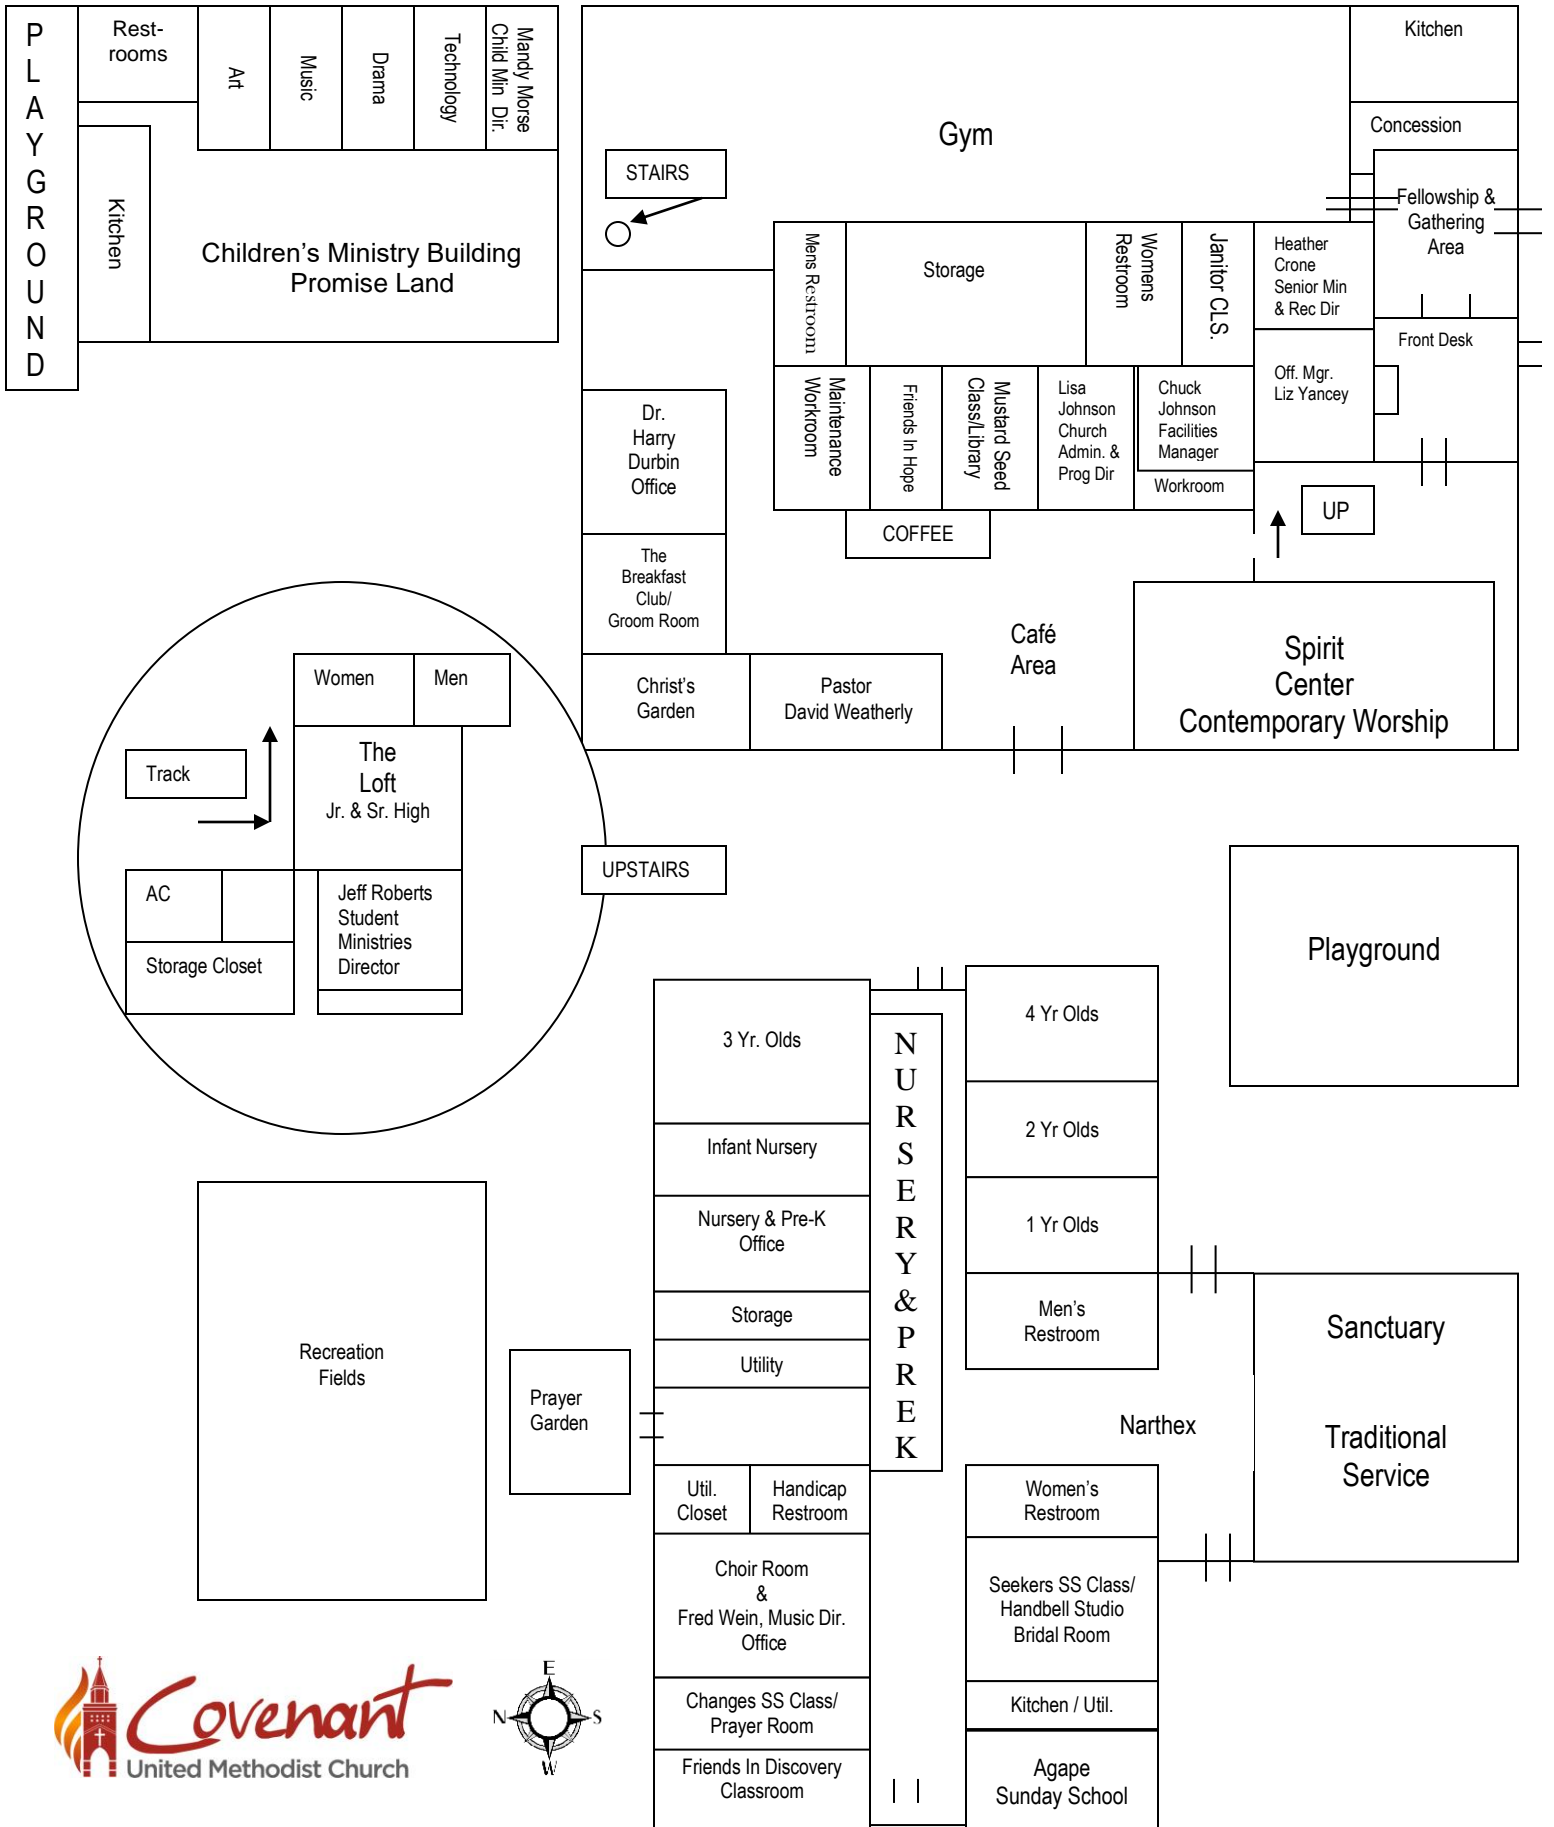 PLAYGROUND
Rest-
rooms
Art
Music
Drama
Technology
Mandy Morse
Child Min Dir.
Kitchen
Children's Ministry Building
Promise Land
Gym
STAIRS
Kitchen
Concession
Fellowship &
Gathering
Area
Mens Restroom
Storage
Womens
Restroom
Janitor CLS.
Heather
Crone
Senior Min
& Rec Dir
Front Desk
Off. Mgr.
Liz Yancey
Maintenance
Workroom
Friends In Hope
Mustard Seed
Class/Library
Lisa
Johnson
Church
Admin. &
Prog Dir
Chuck
Johnson
Facilities
Manager
Workroom
Dr.
Harry
Durbin
Office
COFFEE
UP
The
Breakfast
Club/
Groom Room
Christ's
Garden
Pastor
David Weatherly
Café
Area
Spirit
Center
Contemporary Worship
Women
Men
Track
The
Loft
Jr. & Sr. High
UPSTAIRS
AC
Storage Closet
Jeff Roberts
Student
Ministries
Director
Playground
3 Yr. Olds
Infant Nursery
Nursery & Pre-K
Office
Storage
Utility
NURSERY&PREK
4 Yr Olds
2 Yr Olds
1 Yr Olds
Men's
Restroom
Sanctuary
Traditional
Service
Narthex
Recreation
Fields
Prayer
Garden
Util.
Closet
Handicap
Restroom
Women's
Restroom
Choir Room
&
Fred Wein, Music Dir.
Office
Seekers SS Class/
Handbell Studio
Bridal Room
Changes SS Class/
Prayer Room
Kitchen / Util.
Friends In Discovery
Classroom
Agape
Sunday School
Covenant
United Methodist Church
E
N
S
W